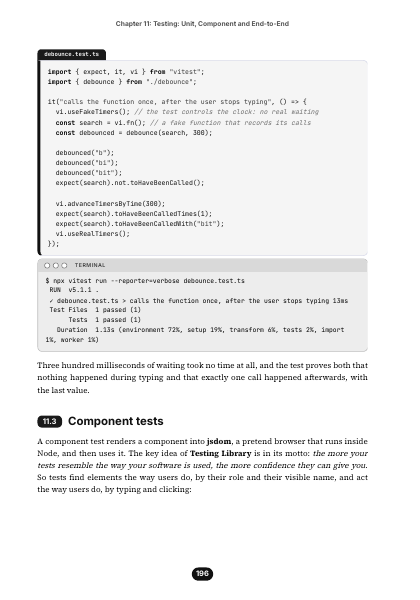 Chapter 11: Testing: Unit, Component and End-to-End
debounce.test.ts
import { expect, it, vi } from "vitest";
import { debounce } from "./debounce";
it("calls the function once, after the user stops typing", () => {
vi.useFakeTimers(); // the test controls the clock: no real waiting
const search = vi.fn(); // a fake function that records its calls
const debounced = debounce(search, 300);
debounced("b");
debounced("bi");
debounced("bit");
expect(search).not.toHaveBeenCalled();
vi.advanceTimersByTime(300);
expect(search).toHaveBeenCalledTimes(1);
expect(search).toHaveBeenCalledWith("bit");
vi.useRealTimers();
});
TERMINAL
$ npx vitest run --reporter=verbose debounce.test.ts
RUN v5.1.1 .
✓ debounce.test.ts > calls the function once, after the user stops typing 13ms
Test Files 1 passed (1)
Tests 1 passed (1)
Duration 1.13s (environment 72%, setup 19%, transform 6%, tests 2%, import
1%, worker 1%)
Three hundred milliseconds of waiting took no time at all, and the test proves both that
nothing happened during typing and that exactly one call happened afterwards, with
the last value.
11.3 Component tests
A component test renders a component into jsdom, a pretend browser that runs inside
Node, and then uses it. The key idea of Testing Library is in its motto: the more your
tests resemble the way your software is used, the more confidence they can give you.
So tests find elements the way users do, by their role and their visible name, and act
the way users do, by typing and clicking:
196